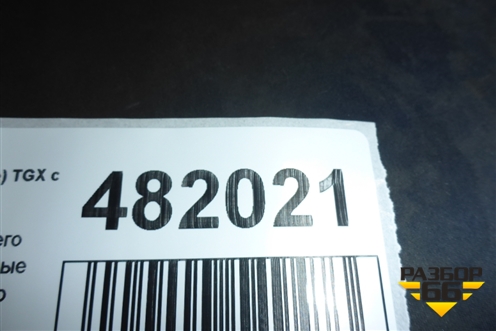 ) TGX с
482021
его
ые
о
РАЗБОР
66